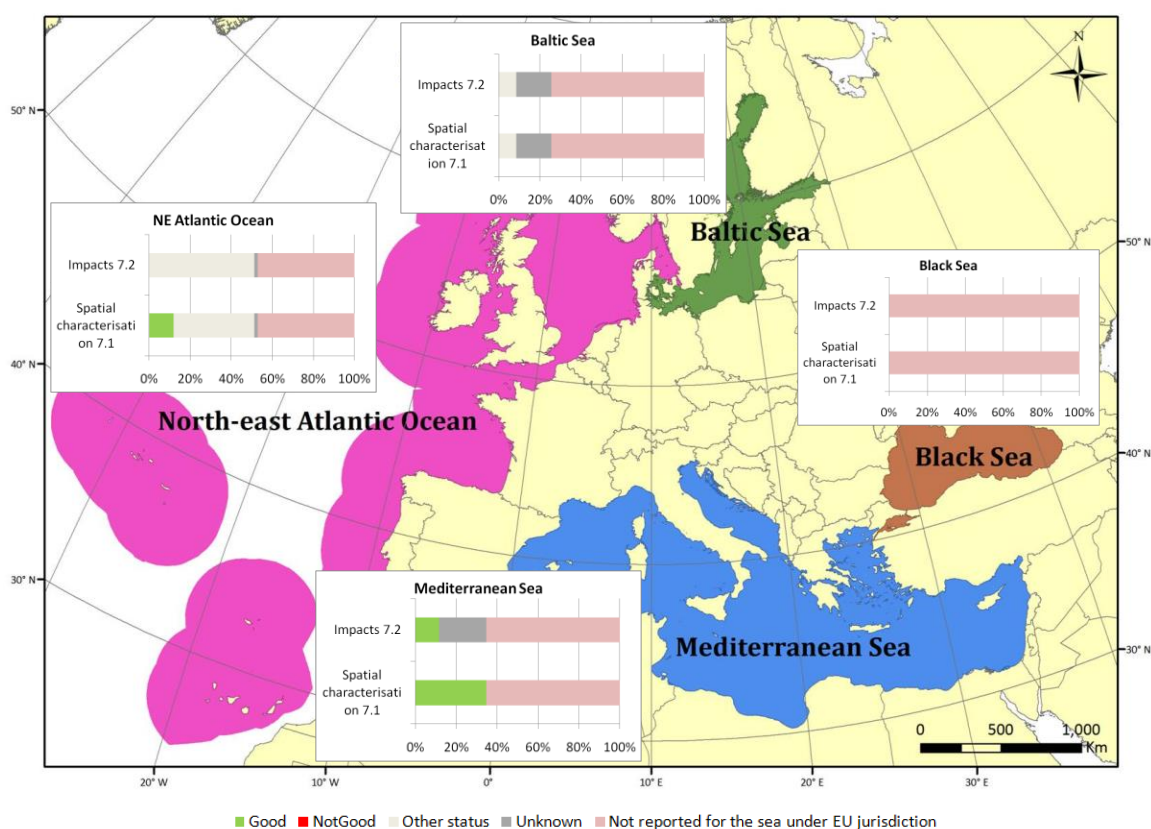 Baltic Sea
Impacts 7.2
Spatial
characterisat
ion 7.1
0% 20% 40% 60% 80% 100%
N
50° N
NE Atlantic Ocean
Impacts 7.2
Spatial
characterisati
on 7.1
0% 20% 40% 60% 80% 100%
Baltic Sea
50° N
Black Sea
Impacts 7.2
Spatial
characterisati
on 7.1
0% 20% 40% 60% 80% 100%
40° N
North-east Atlantic Ocean
Black Sea
40° N
30° N
Mediterranean Sea
Impacts 7.2
Spatial
characterisati
on 7.1
0% 20% 40% 60% 80% 100%
Mediterranean Sea
30° N
0 500 1,000
Km
20° W 10° W 0° 10° E 20° E 30° E
Good NotGood Other status Unknown Not reported for the sea under EU jurisdiction